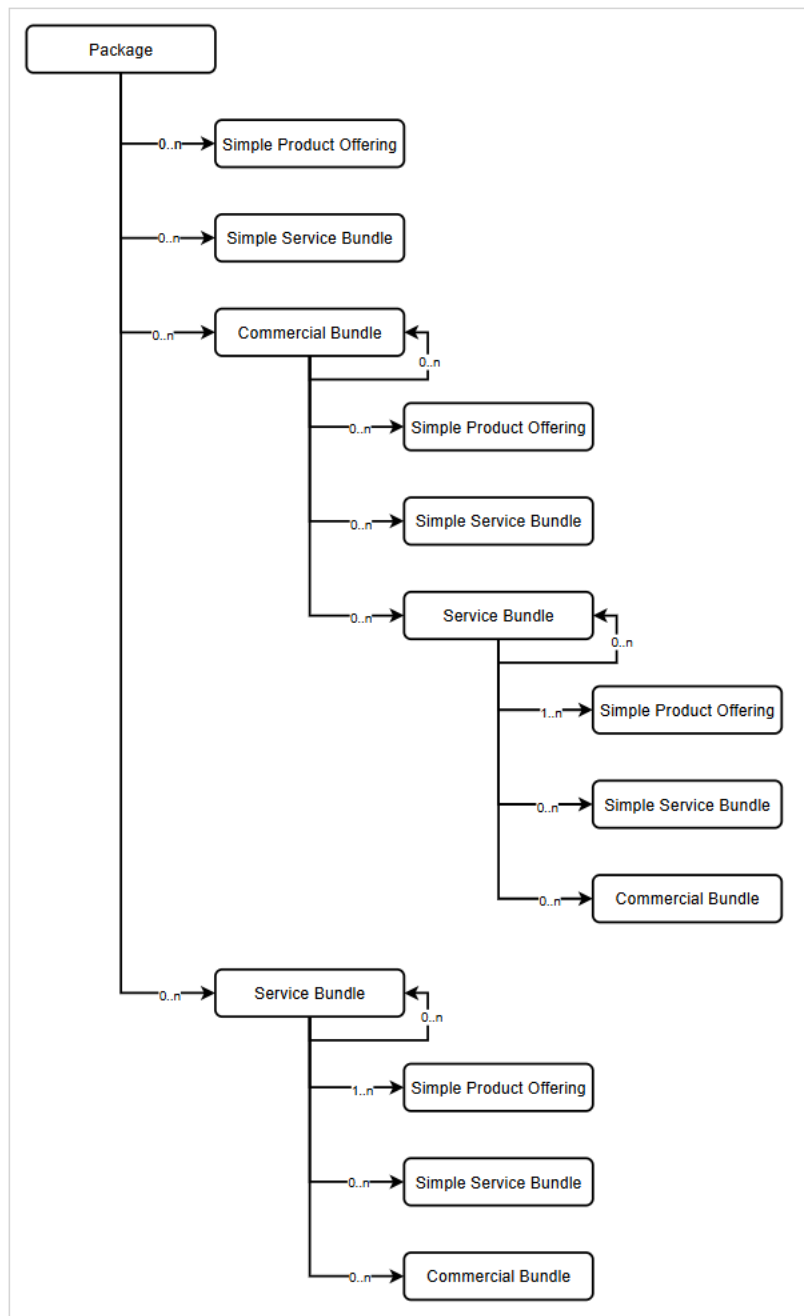 Package
0..n
Simple Product Offering
0..n
Simple Service Bundle
0..n
Commercial Bundle
0..n
0..n
Simple Product Offering
0..n
Simple Service Bundle
0..n
Service Bundle
0..n
1..n
Simple Product Offering
0..n
Simple Service Bundle
0..n
Commercial Bundle
0..n
Service Bundle
0..n
1..n
Simple Product Offering
0..n
Simple Service Bundle
0..n
Commercial Bundle